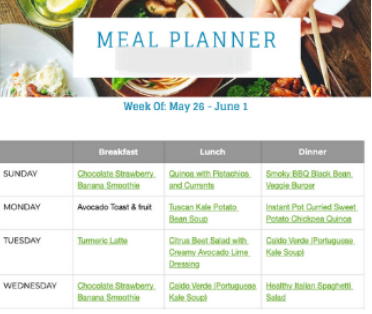 MEAL PLANNER
Week Of: May 26 - June 1
Breakfast Lunch Dinner
SUNDAY Chocolate Strawberry Quinoa with Pistachios Smoky BBQ Black Bean
Banana Smoothie and Currents Veggie Burger
MONDAY Avocado Toast & fruit Tuscan Kale Potato Instant Pot Curried Sweet
Bean Soup Potato Chickpea Quinoa
TUESDAY Turmeric Latte Citrus Beet Salad with Caldo Verde (Portuguese
Creamy Avocado Lime Kale Soup)
Dressing
WEDNESDAY Chocolate Strawberry Caldo Verde (Portuguese Healthy Italian Spaghetti
Banana Smoothie Kale Soup) Salad